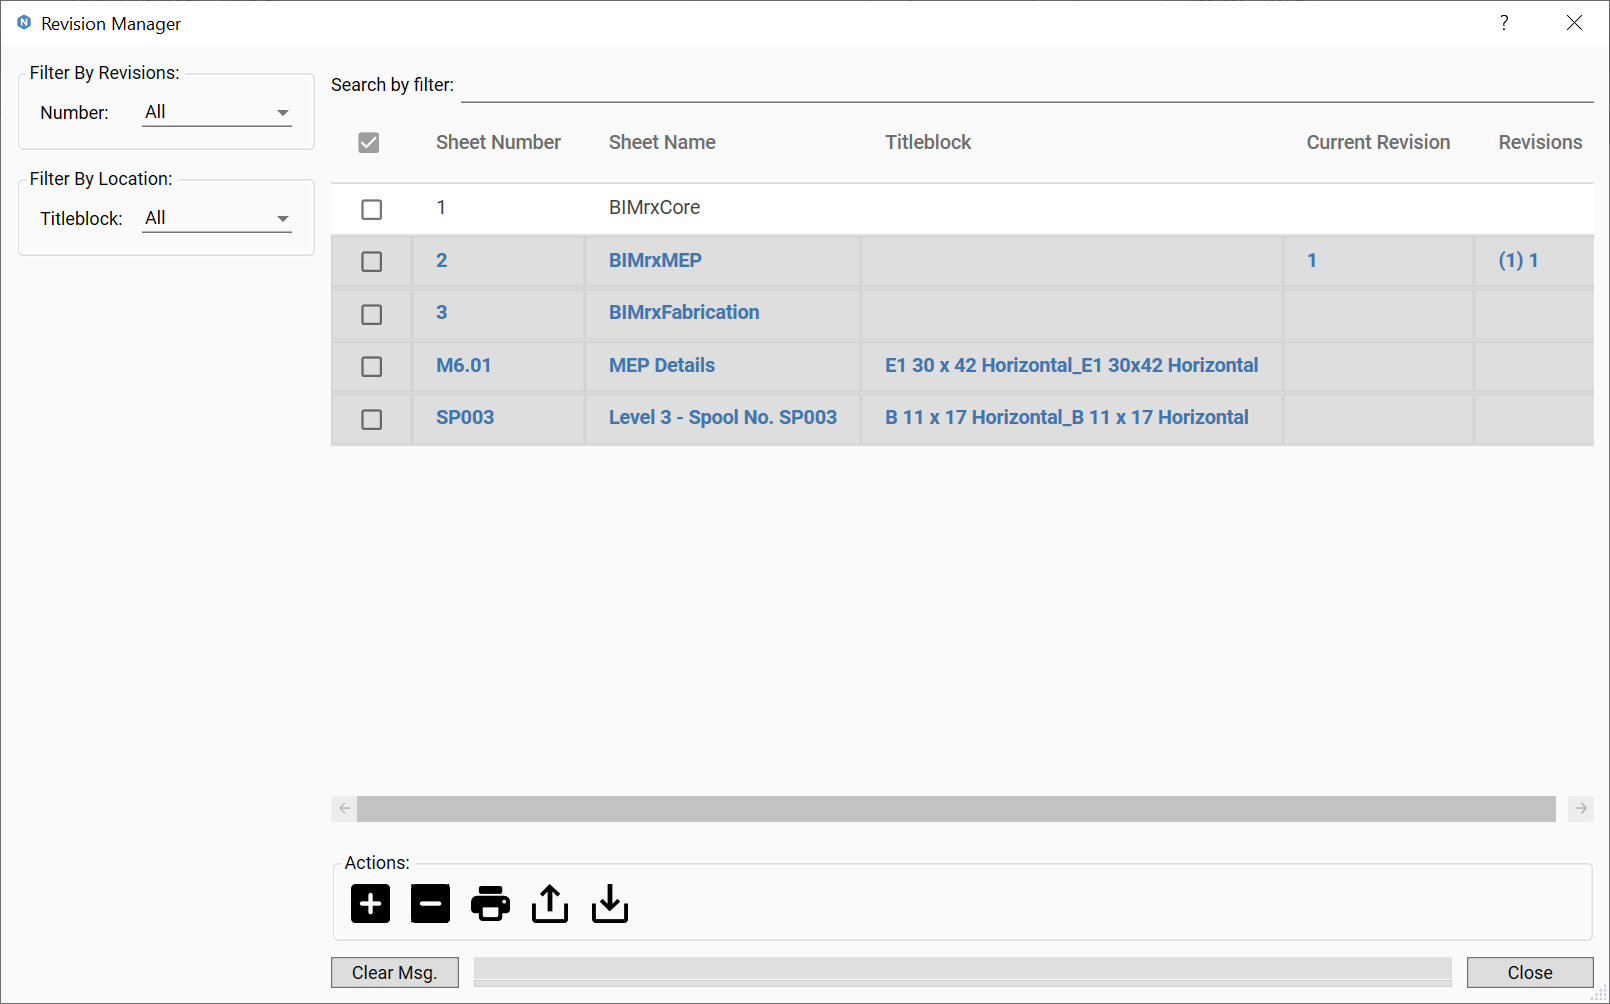 Revision Manager ?
Filter By Revisions:
Number: All
Filter By Location:
Titleblock: All
Search by filter:
Sheet Number Sheet Name Titleblock Current Revision Revisions
1 BIMrxCore
2 BIMrxMEP 1 (1) 1
3 BIMrxFabrication
M6.01 MEP Details E1 30 x 42 Horizontal_E1 30x42 Horizontal
SP003 Level 3 - Spool No. SP003 B 11 x 17 Horizontal_B 11 x 17 Horizontal
Actions:
Clear Msg. Close